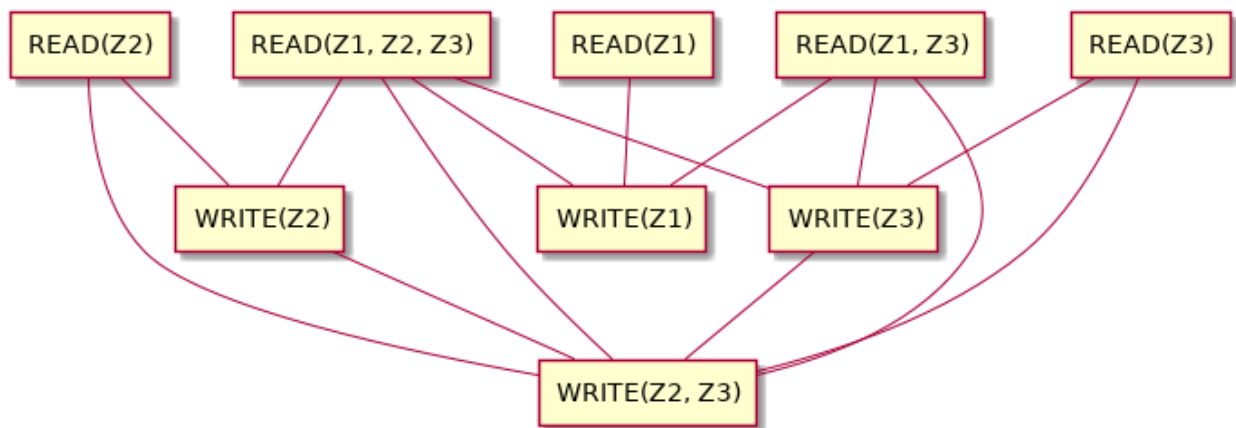 READ(Z2)
READ(Z1, Z2, Z3)
READ(Z1)
READ(Z1, Z3)
READ(Z3)
WRITE(Z2)
WRITE(Z1)
WRITE(Z3)
WRITE(Z2, Z3)